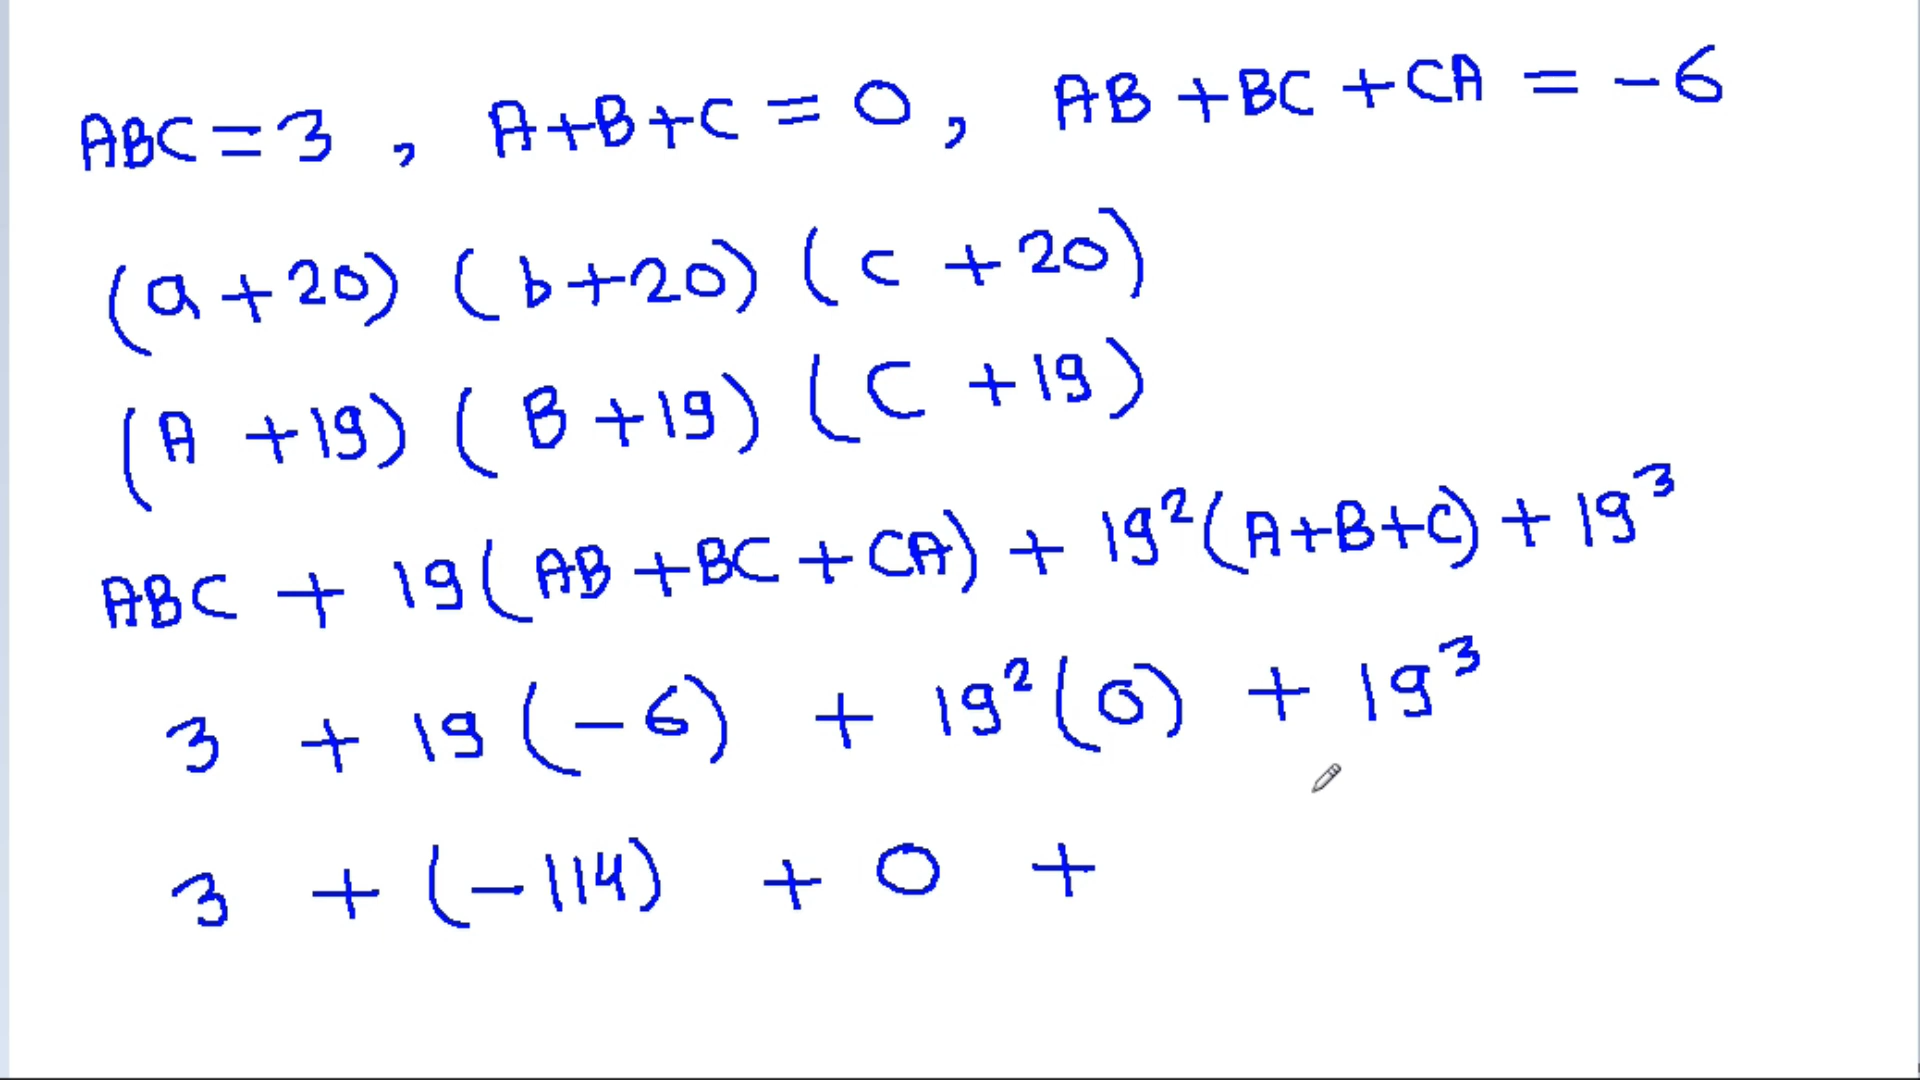 ABC = 3 , A+B+C = 0 , AB + BC + CA = -6
(a + 20) (b + 20) (c + 20)
(A + 19) (B + 19) (C + 19)
ABC + 19(AB + BC + CA) + 19²(A+B+C) + 19³
3 + 19(-6) + 19²(0) + 19³
3 + (-114) + 0 +